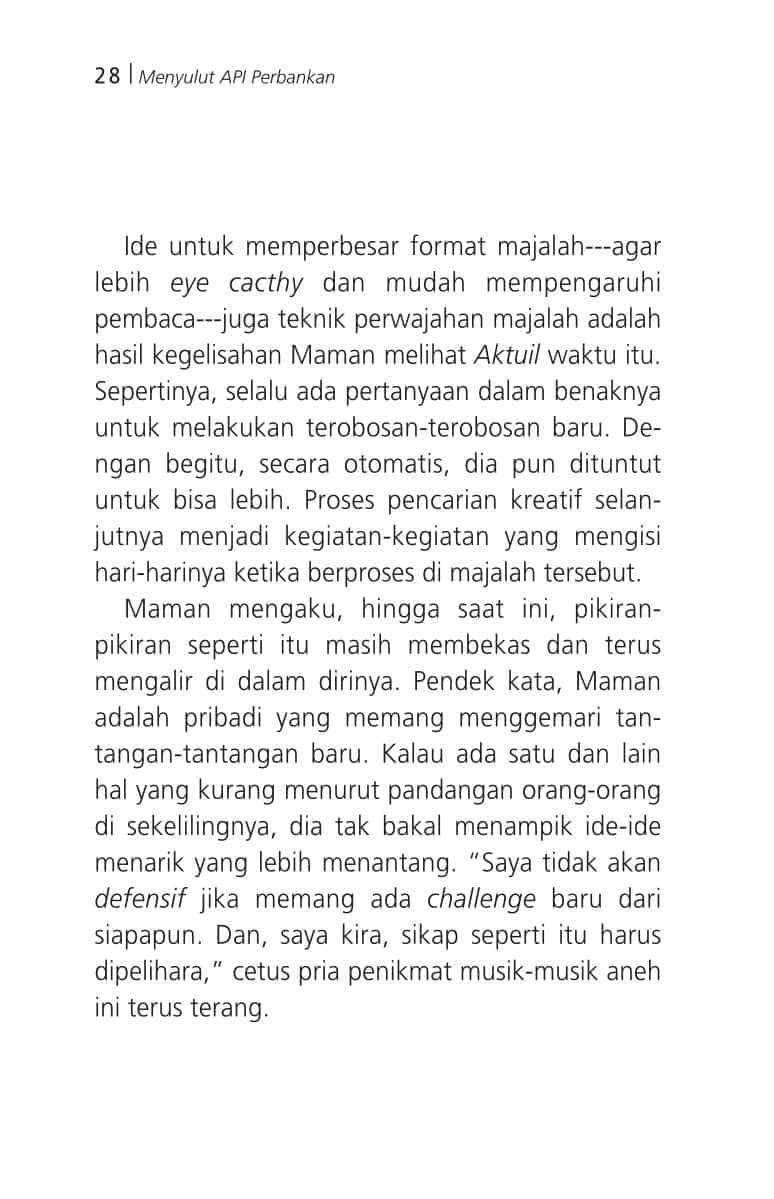 28 | Menyulut API Perbankan
Ide untuk memperbesar format majalah---agar
lebih eye cacthy dan mudah mempengaruhi
pembaca---juga teknik perwajahan majalah adalah
hasil kegelisahan Maman melihat Aktuil waktu itu.
Sepertinya, selalu ada pertanyaan dalam benaknya
untuk melakukan terobosan-terobosan baru. De-
ngan begitu, secara otomatis, dia pun dituntut
untuk bisa lebih. Proses pencarian kreatif selan-
jutnya menjadi kegiatan-kegiatan yang mengisi
hari-harinya ketika berproses di majalah tersebut.
Maman mengaku, hingga saat ini, pikiran-
pikiran seperti itu masih membekas dan terus
mengalir di dalam dirinya. Pendek kata, Maman
adalah pribadi yang memang menggemari tan-
tangan-tantangan baru. Kalau ada satu dan lain
hal yang kurang menurut pandangan orang-orang
di sekelilingnya, dia tak bakal menampik ide-ide
menarik yang lebih menantang. “Saya tidak akan
defensif jika memang ada challenge baru dari
siapapun. Dan, saya kira, sikap seperti itu harus
dipelihara,” cetus pria penikmat musik-musik aneh
ini terus terang.